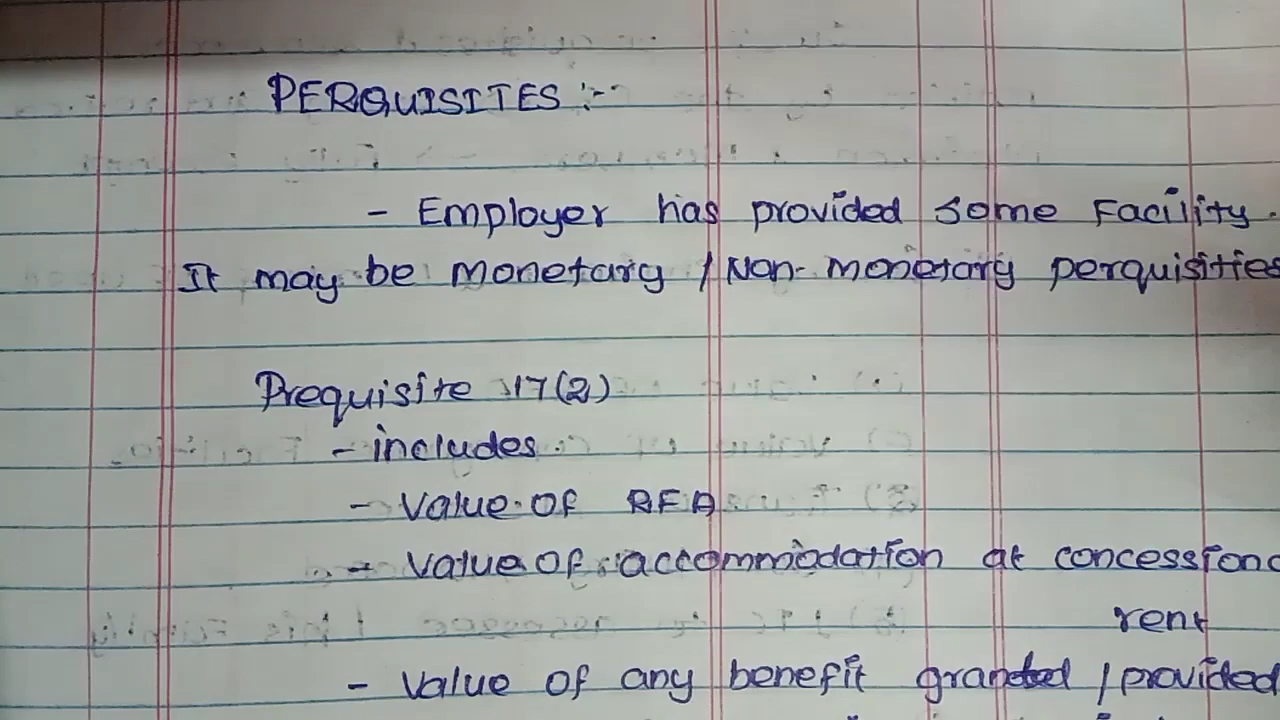 PERQUISITES :-
- Employer has provided some Facility.
It may be monetary / Non-monetary perquisities
Prequisite 17(2)
- includes.
- Value of RFA
- Value of accommodation at concession
rent
- Value of any benefit granted / provided